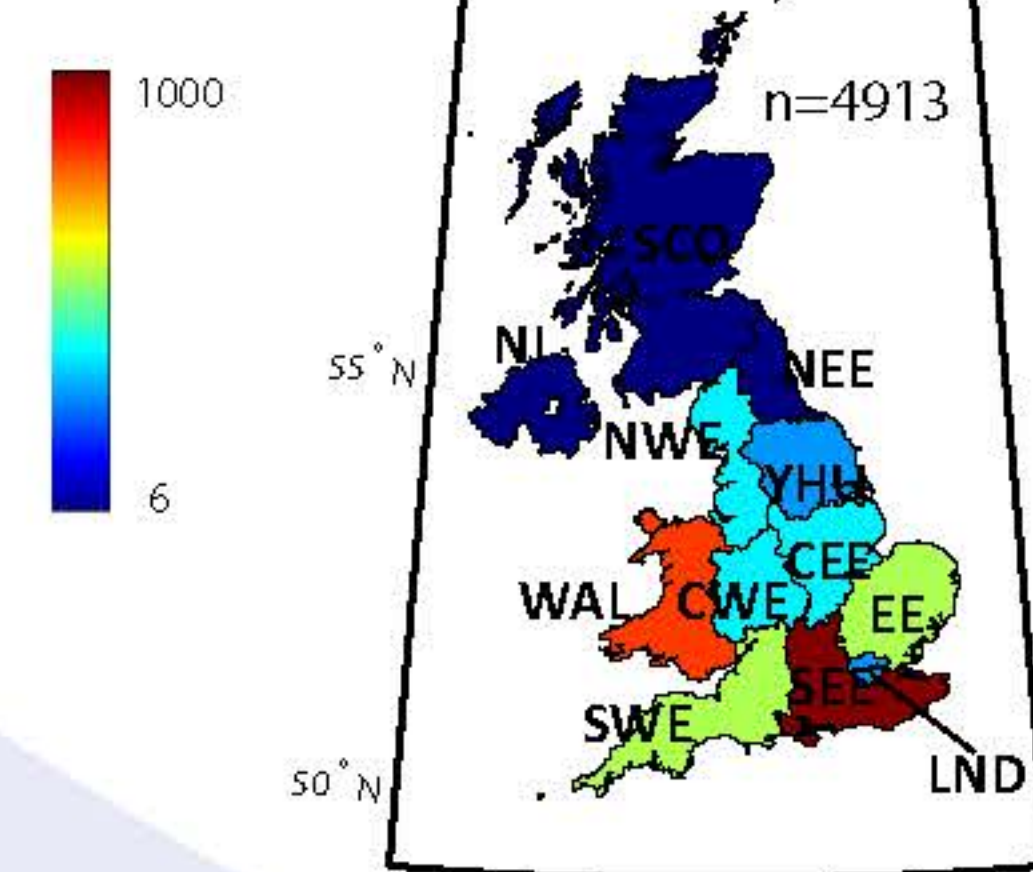 1000
n=4913
SCO
NI
55°N
NEE
NWE
YHU
6
CEE
WAL
CWE
EE
SEE
SWE
LND
50°N